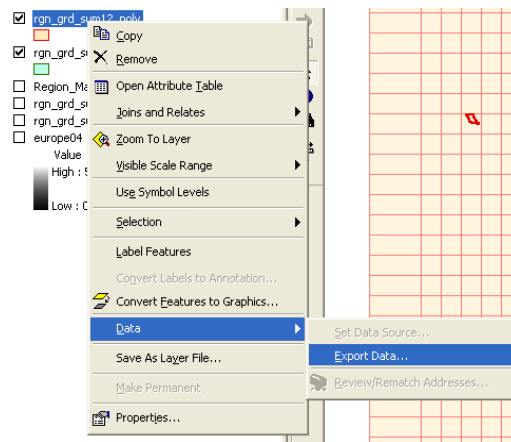 rgn_grd_sum12_poly
rgn_grd_su
Region_Ma
rgn_grd_su
rgn_grd_su
europe04
Value
High : 5
Low : 0
Copy
Remove
Open Attribute Table
Joins and Relates
Zoom To Layer
Visible Scale Range
Use Symbol Levels
Selection
Label Features
Convert Labels to Annotation...
Convert Features to Graphics...
Data
Save As Layer File...
Make Permanent
Properties...
Set Data Source...
Export Data...
Review/Rematch Addresses...